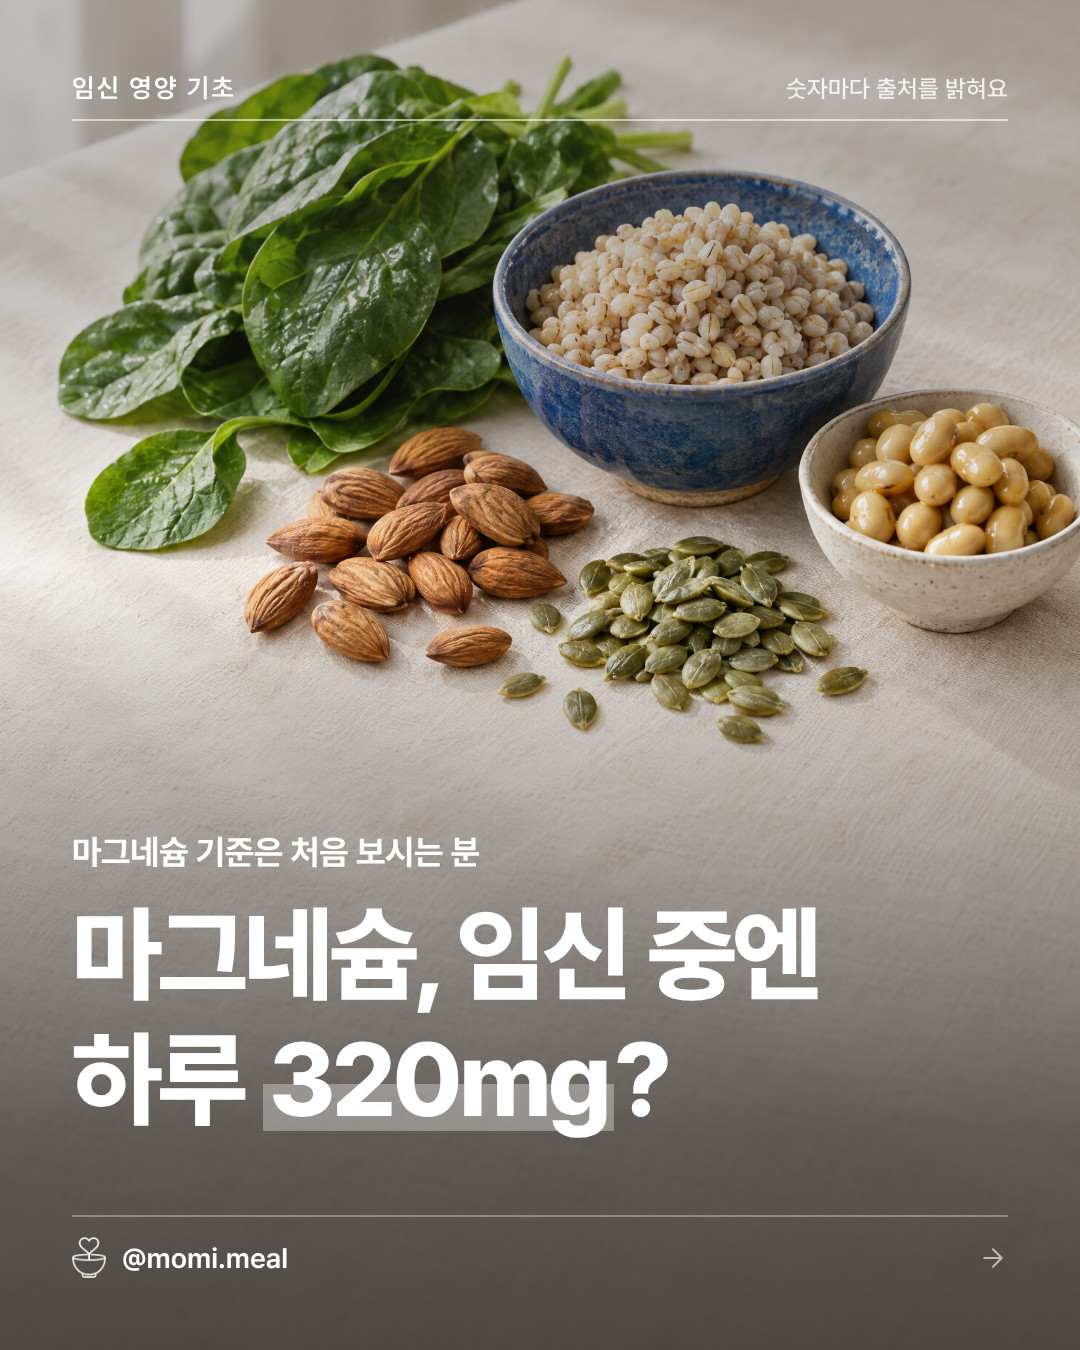 임신 영양 기초
숫자마다 출처를 밝혀요
마그네슘 기준은 처음 보시는 분
마그네슘, 임신 중엔
하루 320mg?
@momi.meal